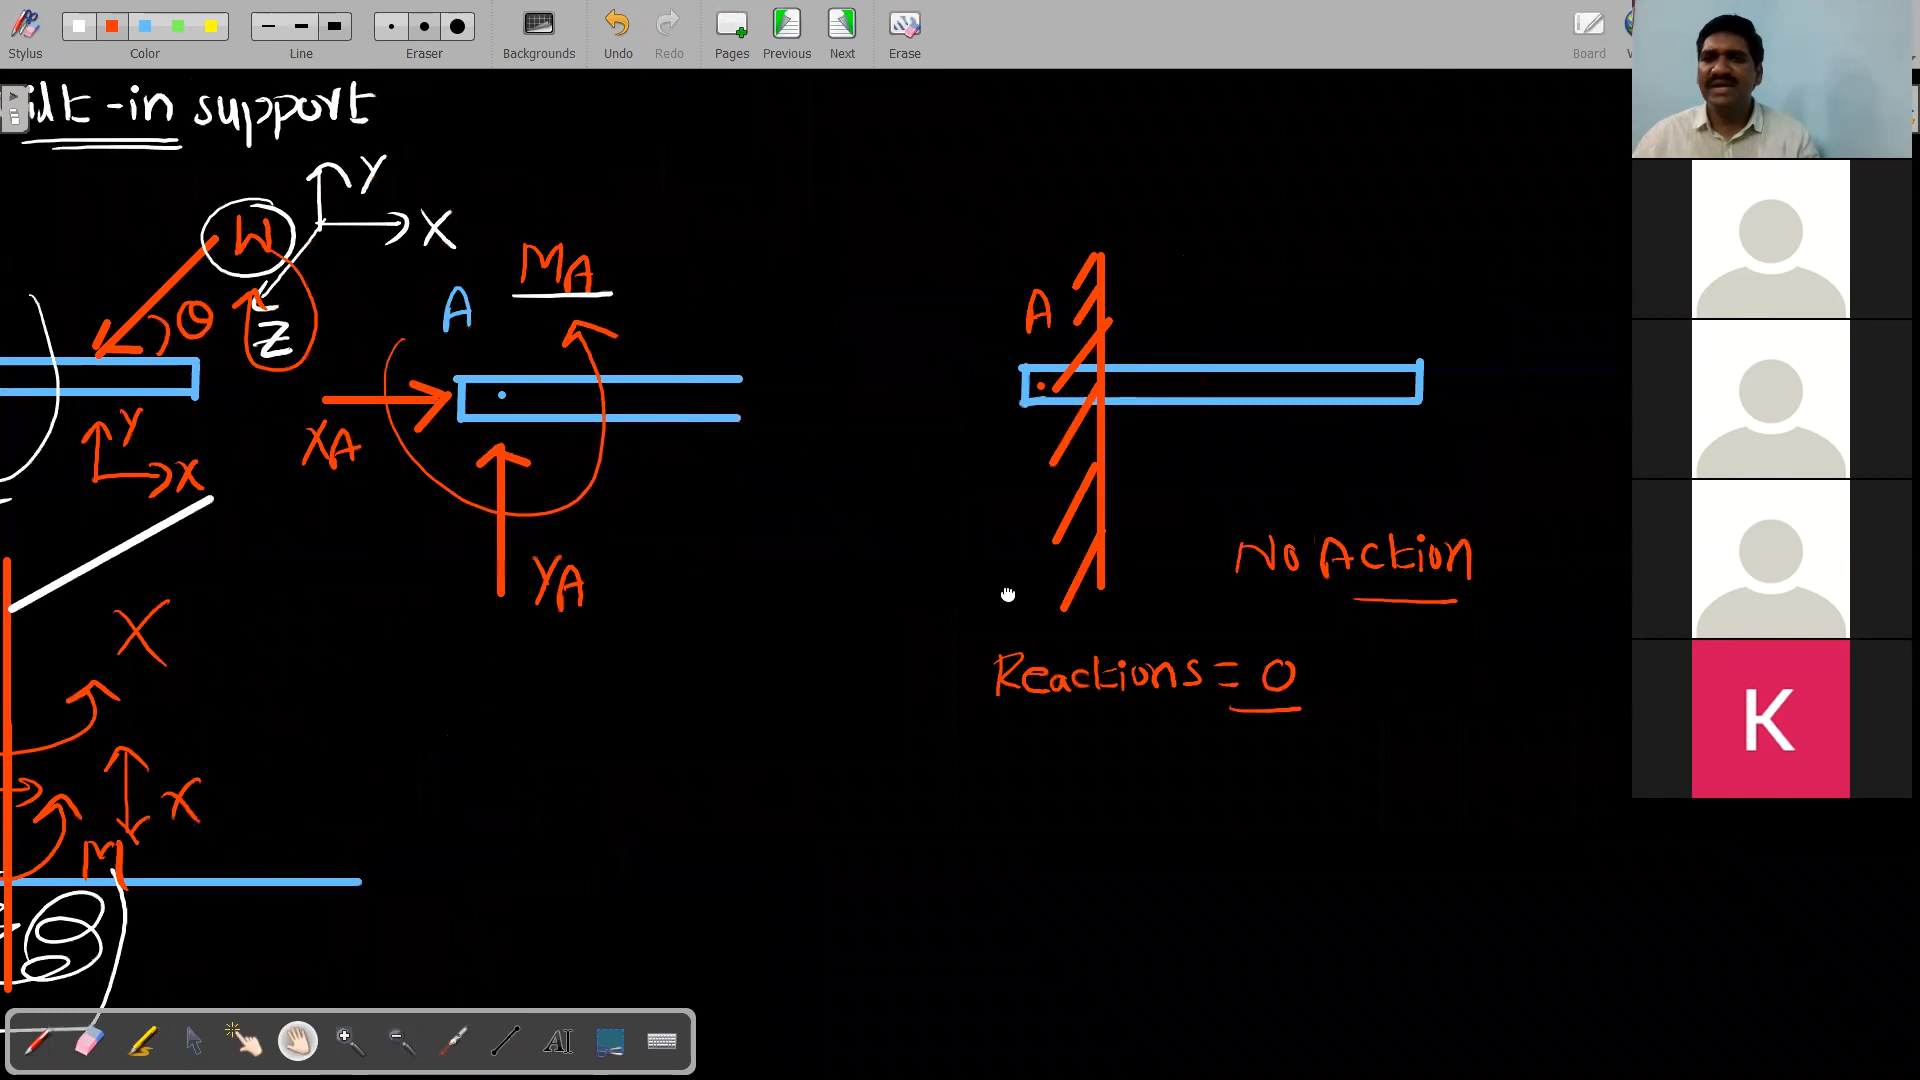 Stylus
Color
Line
Eraser
Backgrounds
Undo
Redo
Pages
Previous
Next
Erase
Board
ilt-in support
Y
X
Z
W
θ
MA
A
XA
YA
Y
X
X
X
M
A
No Action
Reactions = 0
K
AI